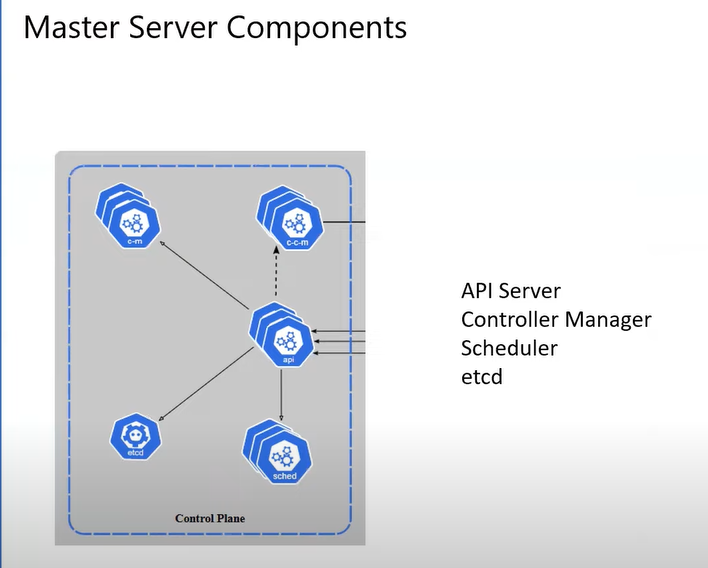 Master Server Components
c-m
c-c-m
api
etcd
sched
Control Plane
API Server
Controller Manager
Scheduler
etcd